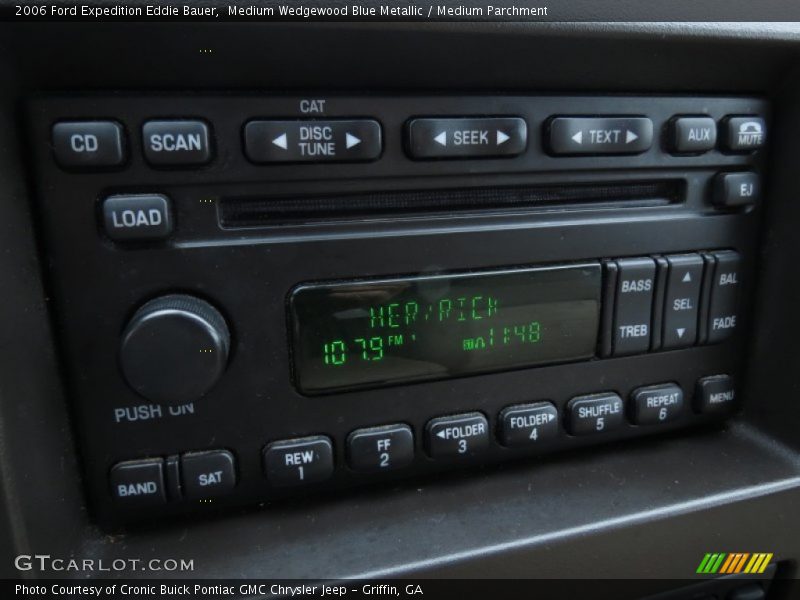 2006 Ford Expedition Eddie Bauer, Medium Wedgewood Blue Metallic / Medium Parchment
CAT
CD SCAN ◄ DISC TUNE ► ◄ SEEK ► ◄ TEXT ► AUX MUTE
LOAD EJ
BASS TREB ▲ SEL ▼ BAL FADE
107.9 FM 1 11:48
PUSH ON
BAND SAT REW 1 FF 2 ◄FOLDER 3 FOLDER► 4 SHUFFLE 5 REPEAT 6 MENU
GTCARLOT.COM
Photo Courtesy of Cronic Buick Pontiac GMC Chrysler Jeep - Griffin, GA